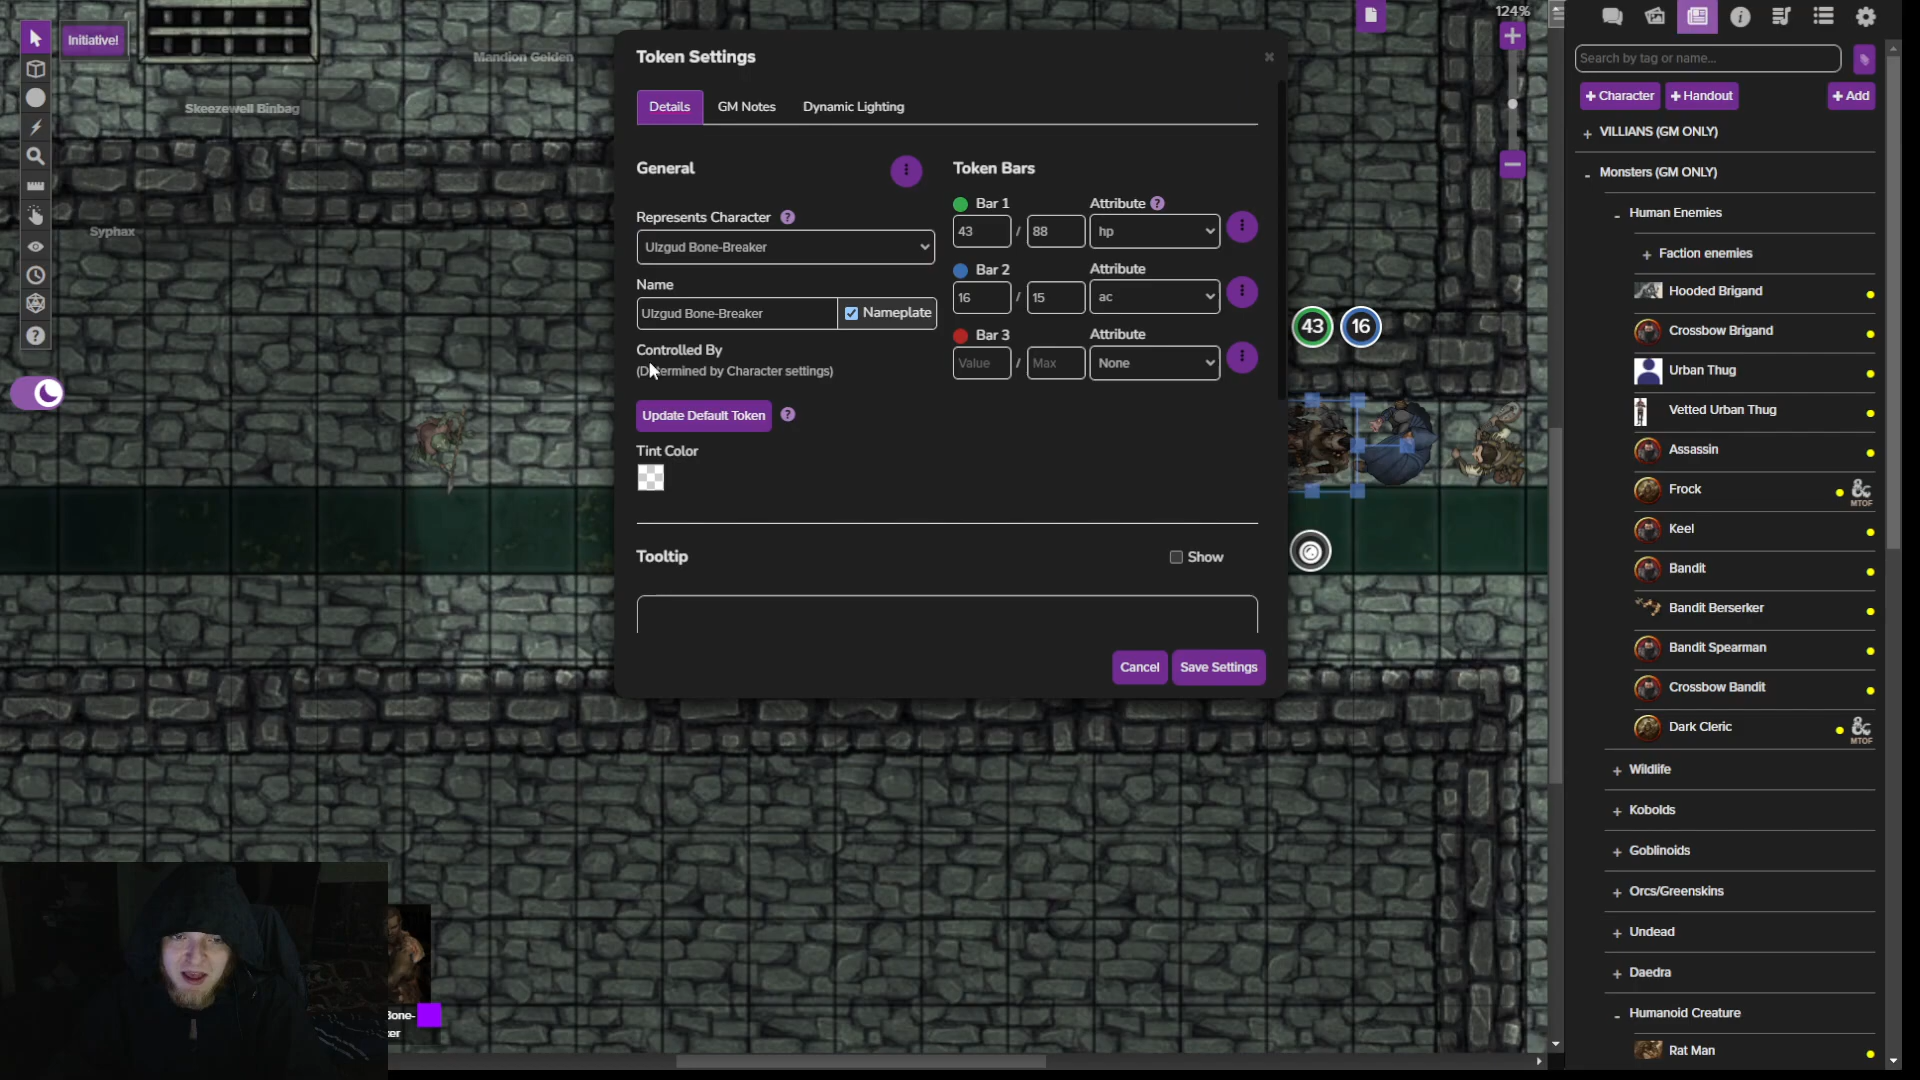 Initiative!
Mandion Gelden
Skeezewell Binbag
Syphax
124%
Token Settings
Details
GM Notes
Dynamic Lighting
General
Token Bars
Represents Character
Ulzgud Bone-Breaker
Name
Ulzgud Bone-Breaker
Nameplate
Controlled By
(Determined by Character settings)
Update Default Token
Tint Color
Bar 1
Attribute
43 / 88
hp
Bar 2
Attribute
16 / 15
ac
Bar 3
Attribute
Value / Max
None
Tooltip
Show
Cancel
Save Settings
43
16
Search by tag or name...
+ Character
+ Handout
+ Add
+ VILLIANS (GM ONLY)
- Monsters (GM ONLY)
- Human Enemies
+ Faction enemies
Hooded Brigand
Crossbow Brigand
Urban Thug
Vetted Urban Thug
Assassin
Frock
MTOF
Keel
Bandit
Bandit Berserker
Bandit Spearman
Crossbow Bandit
Dark Cleric
MTOF
+ Wildlife
+ Kobolds
+ Goblinoids
+ Orcs/Greenskins
+ Undead
+ Daedra
- Humanoid Creature
Rat Man
Bone-
ker